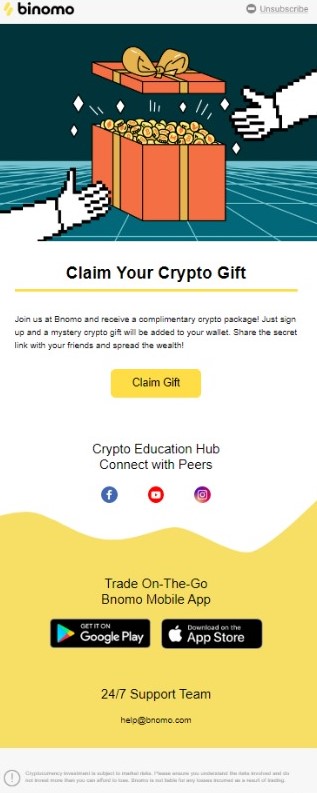 binomo
Unsubscribe
Claim Your Crypto Gift
Join us at Bnomo and receive a complimentary crypto package! Just sign
up and a mystery crypto gift will be added to your wallet. Share the secret
link with your friends and spread the wealth!
Claim Gift
Crypto Education Hub
Connect with Peers
Trade On-The-Go
Bnomo Mobile App
GET IT ON
Google Play
Download on the
App Store
24/7 Support Team
help@bnomo.com
Cryptocurrency investment is subject to market risks. Please ensure you understand the risks involved and do
not invest more than you can afford to lose. Binomo is not liable for any losses incurred as a result of trading.